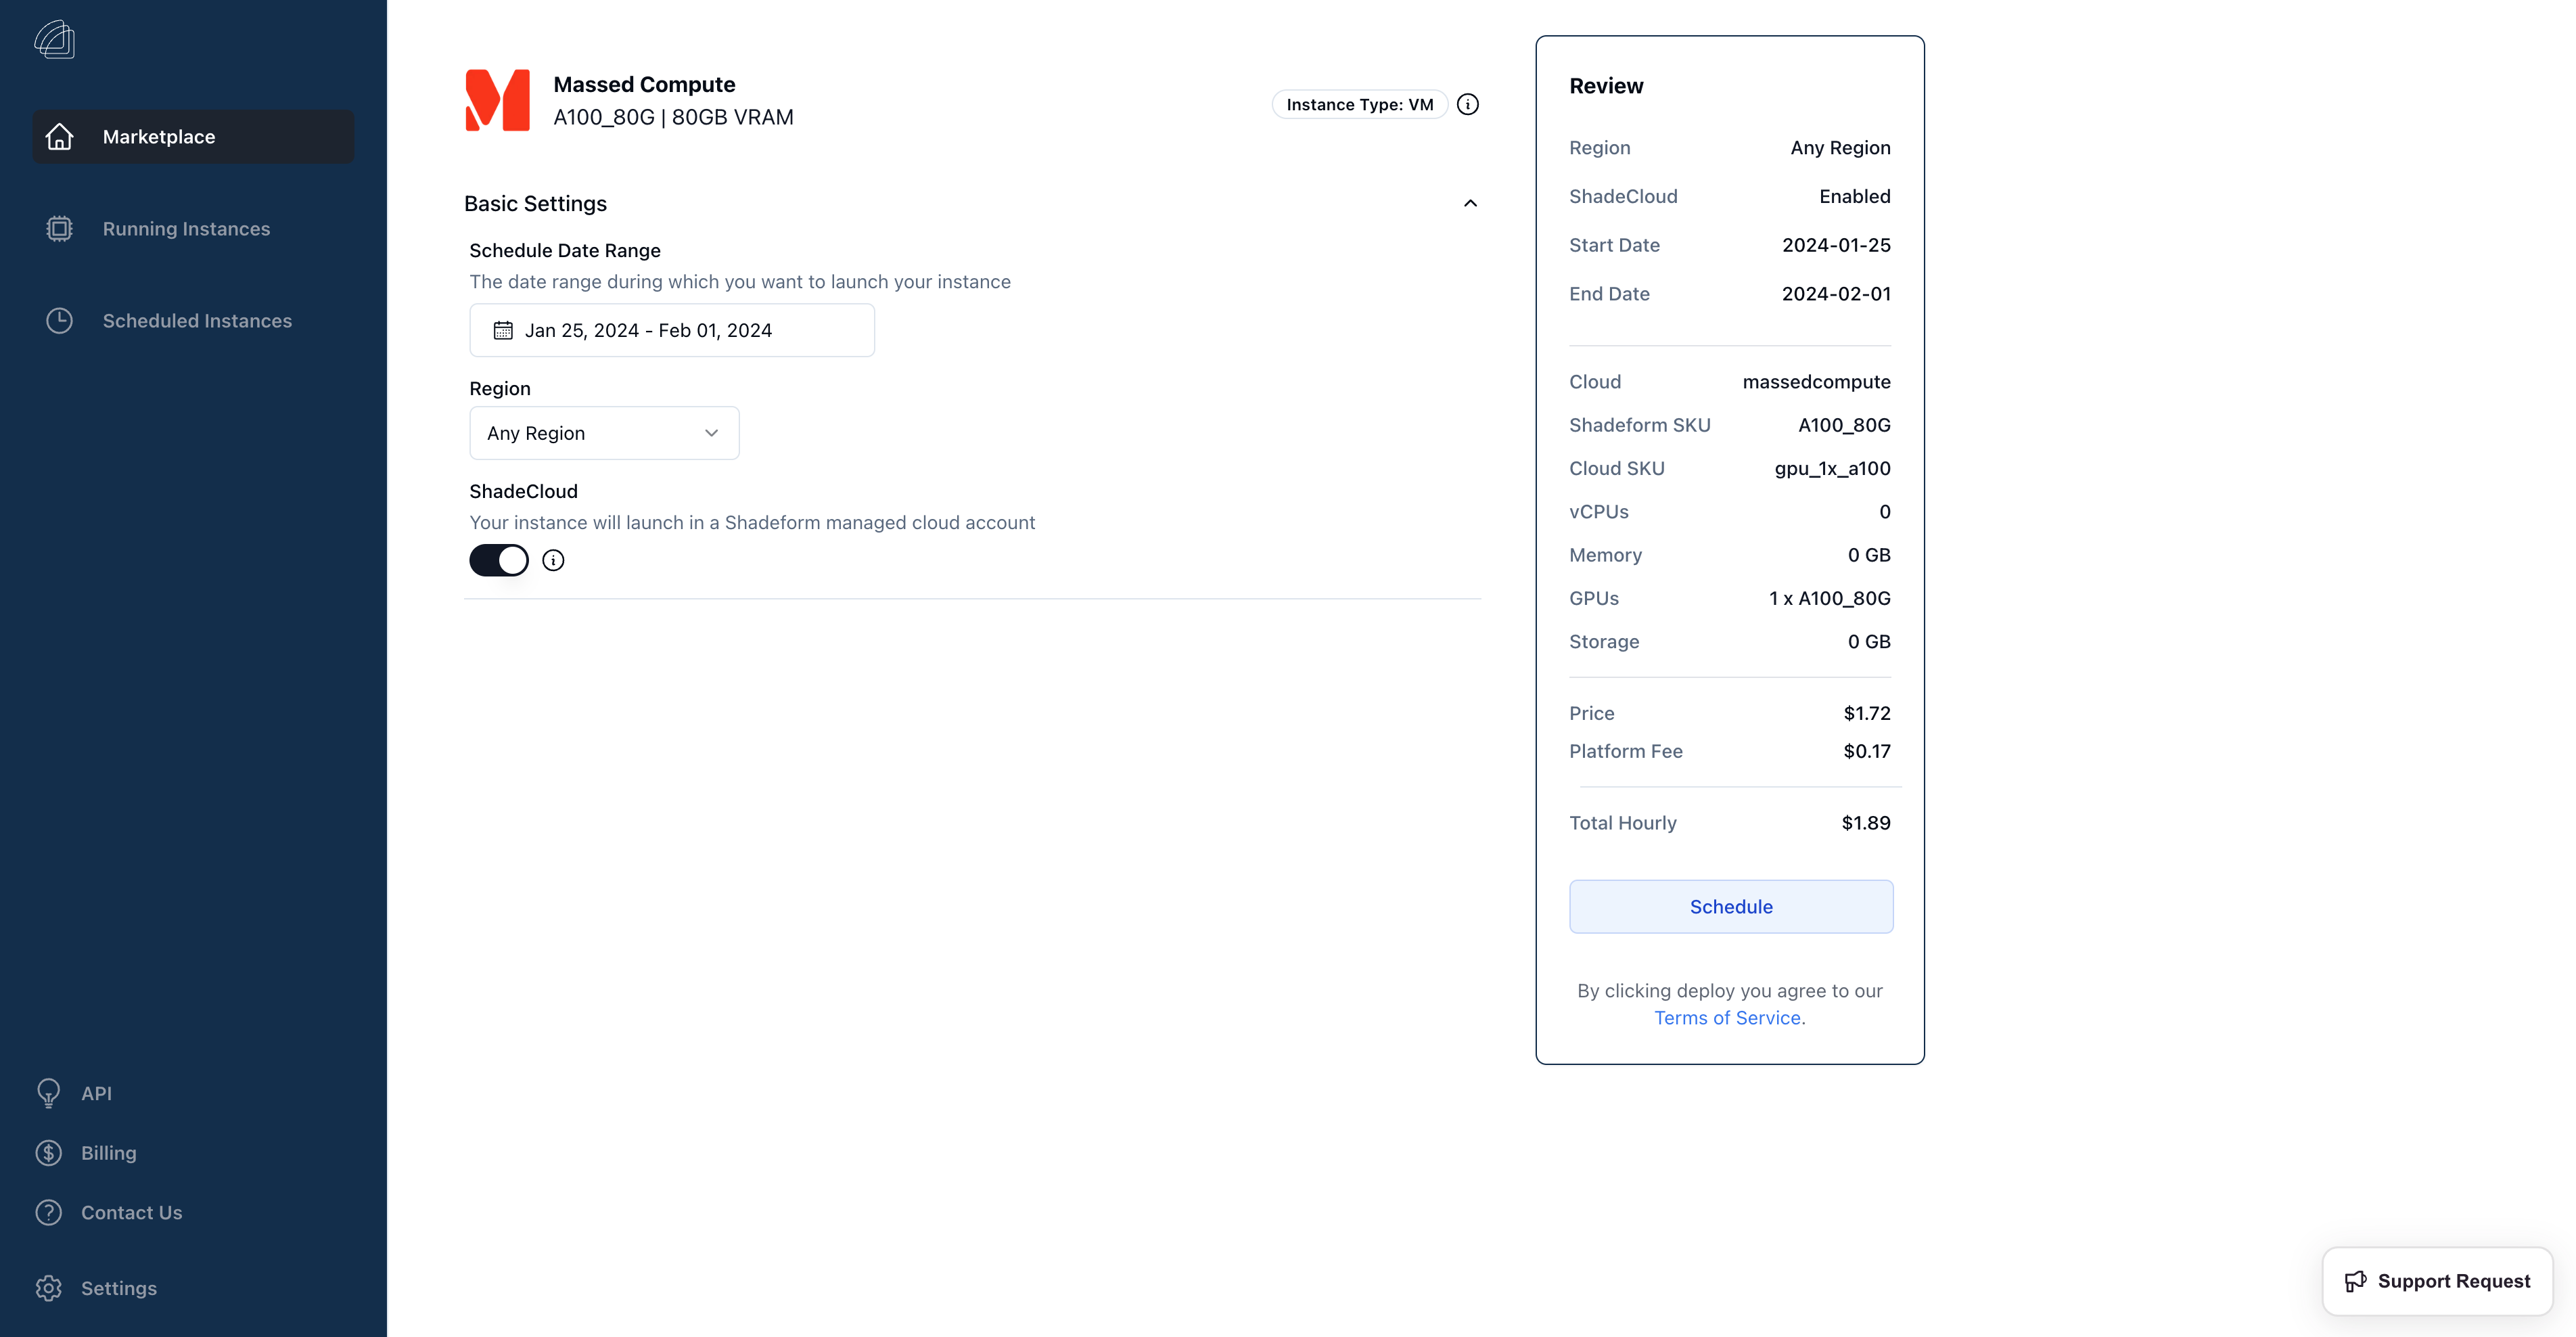 Marketplace
Running Instances
Scheduled Instances
API
Billing
Contact Us
Settings
Massed Compute
A100_80G | 80GB VRAM
Instance Type: VM
Basic Settings
Schedule Date Range
The date range during which you want to launch your instance
Jan 25, 2024 - Feb 01, 2024
Region
Any Region
ShadeCloud
Your instance will launch in a Shadeform managed cloud account
Review
Region Any Region
ShadeCloud Enabled
Start Date 2024-01-25
End Date 2024-02-01
Cloud massedcompute
Shadeform SKU A100_80G
Cloud SKU gpu_1x_a100
vCPUs 0
Memory 0 GB
GPUs 1 x A100_80G
Storage 0 GB
Price $1.72
Platform Fee $0.17
Total Hourly $1.89
Schedule
By clicking deploy you agree to our
Terms of Service.
Support Request